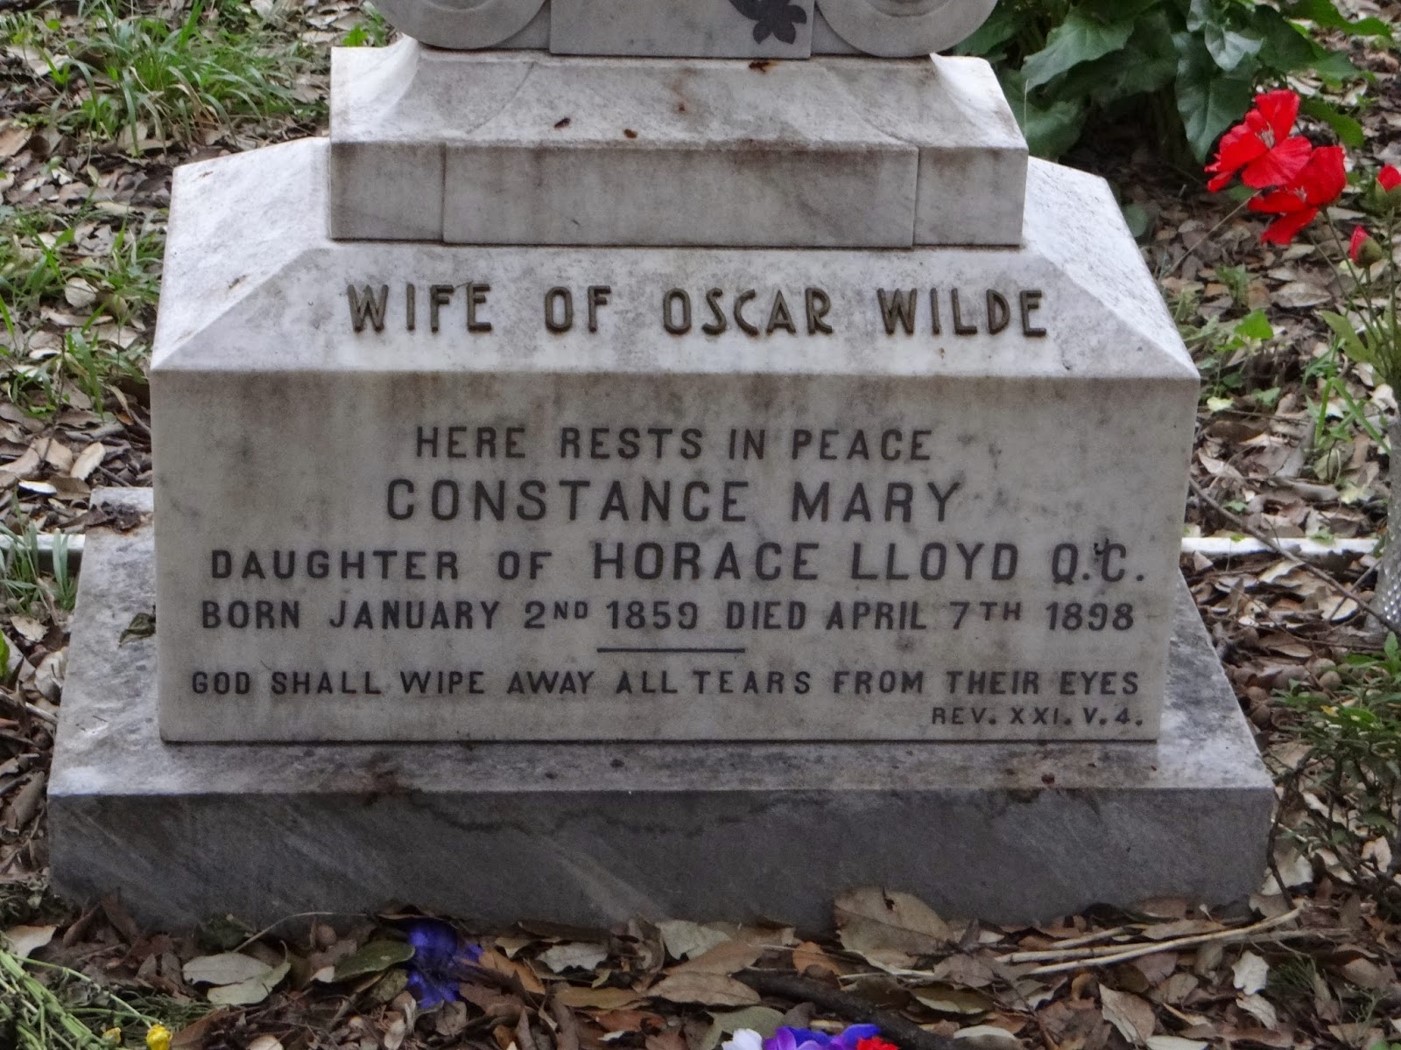 WIFE OF OSCAR WILDE
HERE RESTS IN PEACE
CONSTANCE MARY
DAUGHTER OF HORACE LLOYD Q.C.
BORN JANUARY 2ND 1859 DIED APRIL 7TH 1898
GOD SHALL WIPE AWAY ALL TEARS FROM THEIR EYES
REV. XXI. V. 4.